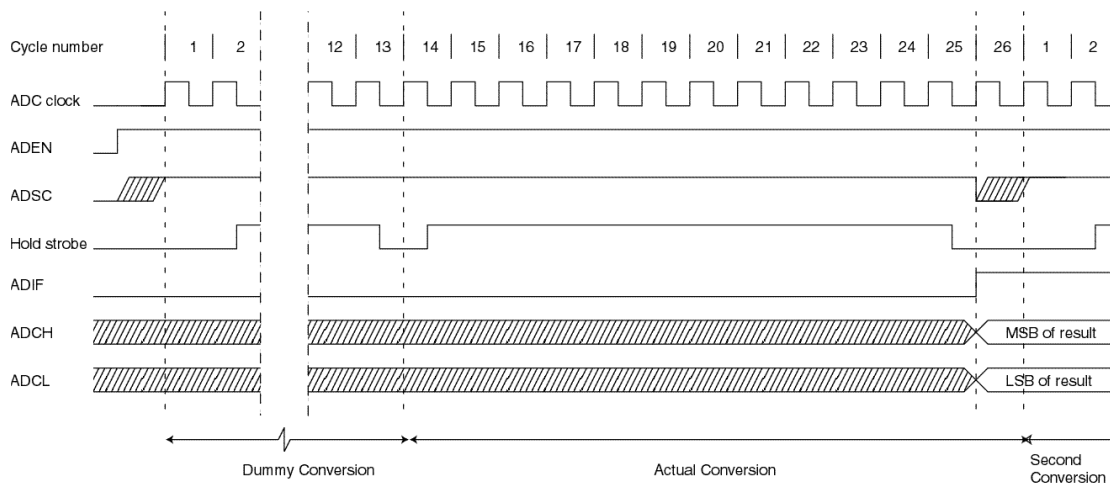 Cycle number 1 2 12 13 14 15 16 17 18 19 20 21 22 23 24 25 26 1 2
ADC clock
ADEN
ADSC
Hold strobe
ADIF
ADCH MSB of result
ADCL LSB of result
Dummy Conversion Actual Conversion Second
Conversion